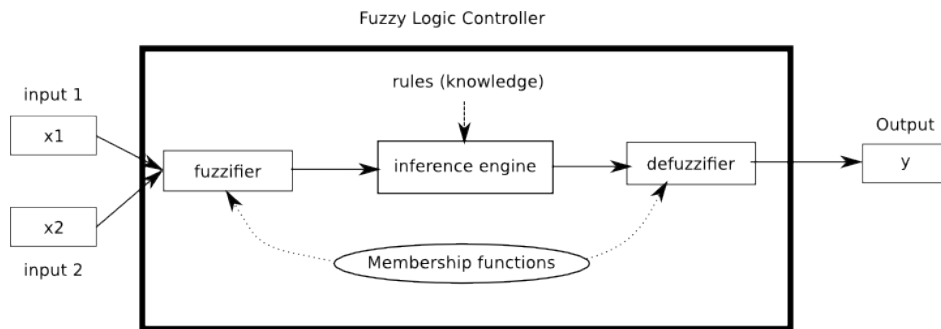 Fuzzy Logic Controller
rules (knowledge)
input 1
x1
fuzzifier
inference engine
defuzzifier
Output
y
x2
input 2
Membership functions